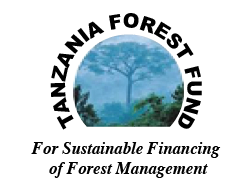 TANZANIA FOREST FUND
For Sustainable Financing
of Forest Management